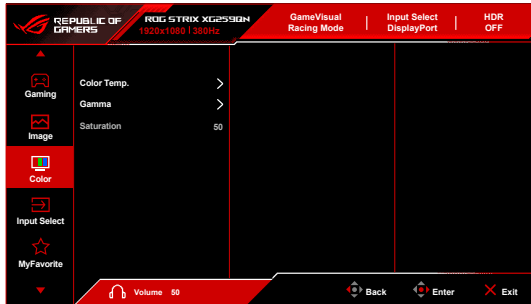 REPUBLIC OF
GAMERS
ROG STRIX XG259QN
1920x1080 | 380Hz
GameVisual
Racing Mode
Input Select
DisplayPort
HDR
OFF
Gaming
Image
Color
Input Select
MyFavorite
Color Temp.
Gamma
Saturation 50
Volume 50
Back
Enter
Exit